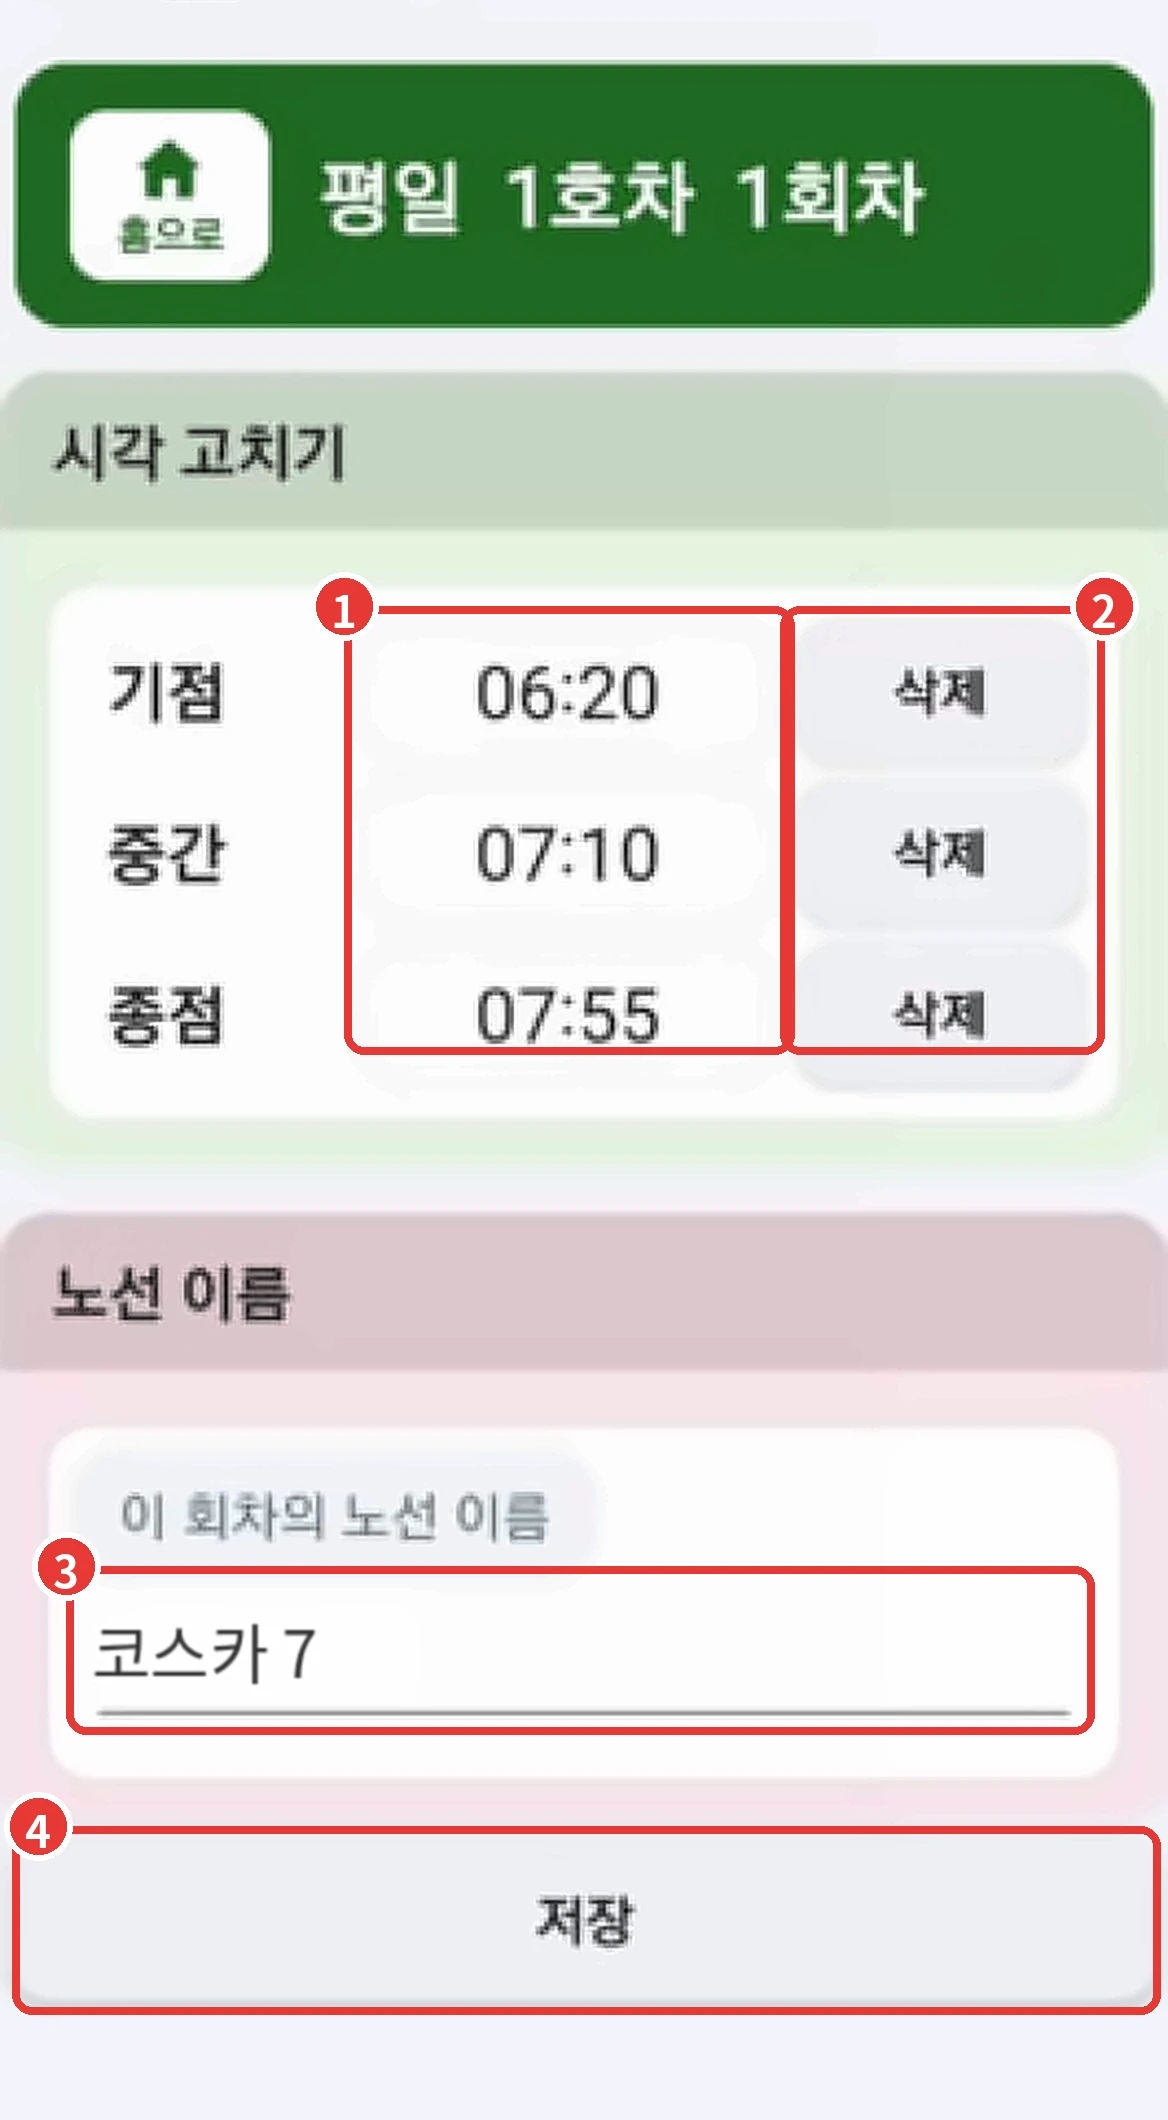 홈으로
평일 1호차 1회차
시각 고치기
1 2
기점 06:20 삭제
중간 07:10 삭제
종점 07:55 삭제
노선 이름
이 회차의 노선 이름
3
코스카 7
4
저장